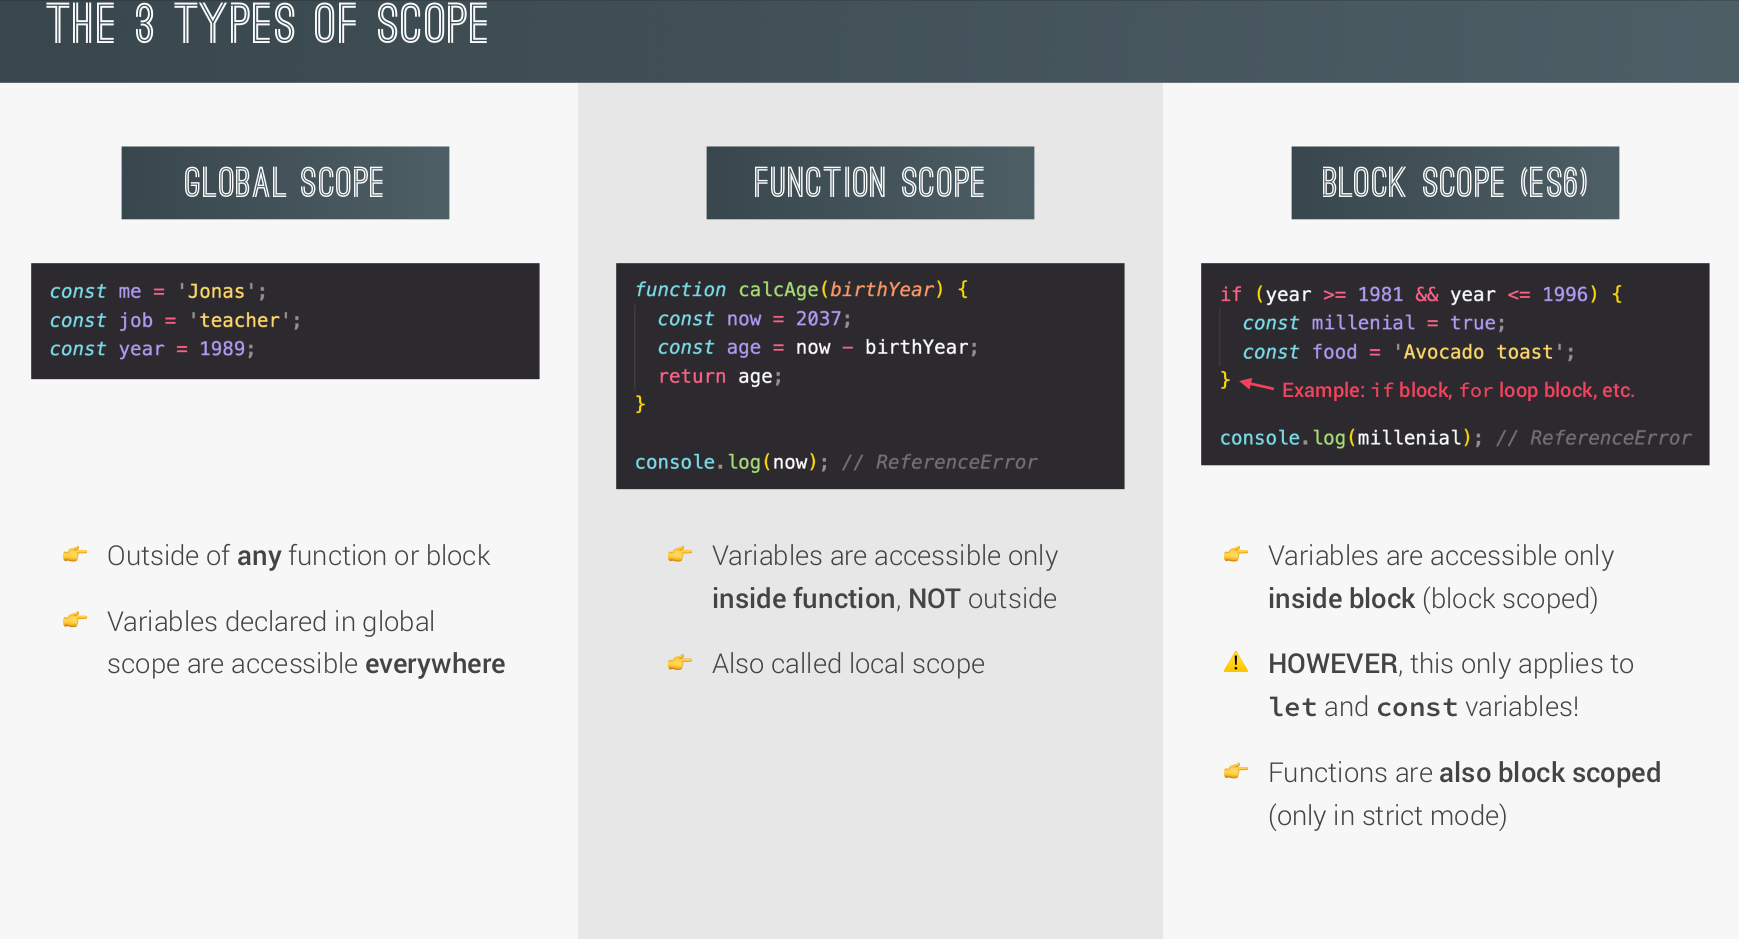 THE 3 TYPES OF SCOPE
GLOBAL SCOPE
const me = 'Jonas';
const job = 'teacher';
const year = 1989;
Outside of any function or block
Variables declared in global
scope are accessible everywhere
FUNCTION SCOPE
function calcAge(birthYear) {
  const now = 2037;
  const age = now − birthYear;
  return age;
}
console.log(now); // ReferenceError
Variables are accessible only
inside function, NOT outside
Also called local scope
BLOCK SCOPE (ES6)
if (year >= 1981 && year <= 1996) {
  const millenial = true;
  const food = 'Avocado toast';
}
Example: if block, for loop block, etc.
console.log(millenial); // ReferenceError
Variables are accessible only
inside block (block scoped)
HOWEVER, this only applies to
let and const variables!
Functions are also block scoped
(only in strict mode)